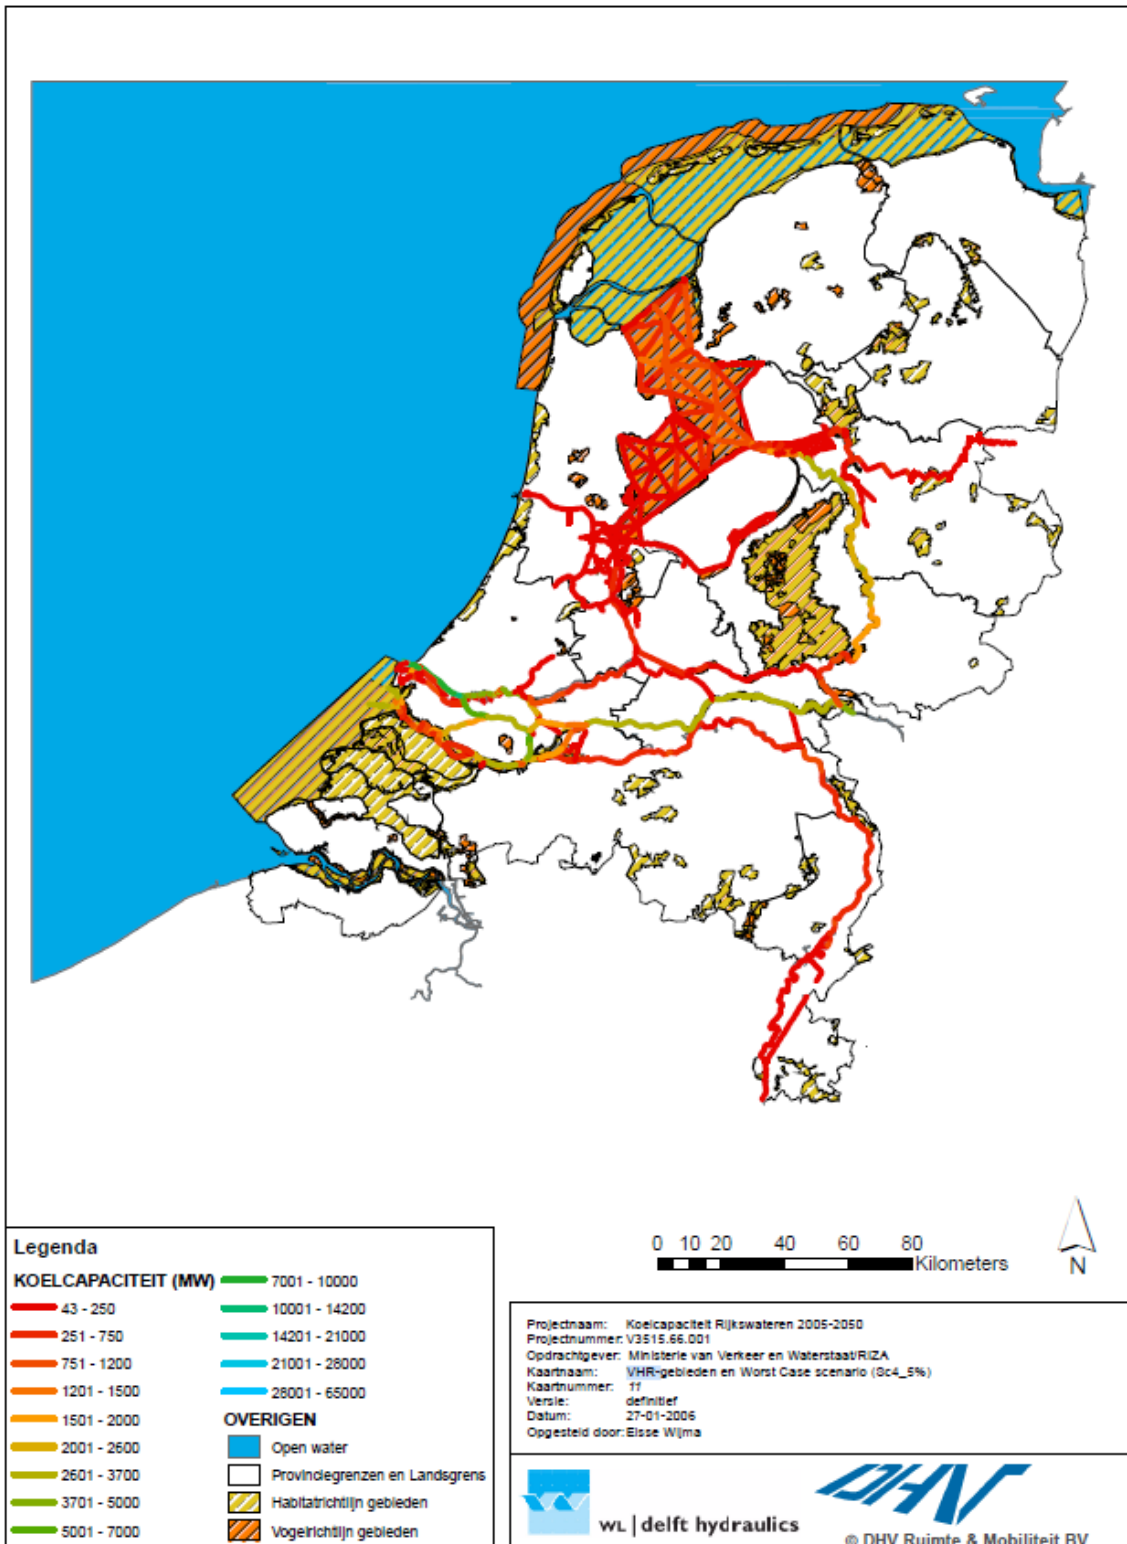 0 10 20 40 60 80
Kilometers
N
Legenda
KOELCAPACITEIT (MW)
43 - 250
251 - 750
751 - 1200
1201 - 1500
1501 - 2000
2001 - 2600
2601 - 3700
3701 - 5000
5001 - 7000
7001 - 10000
10001 - 14200
14201 - 21000
21001 - 28000
28001 - 65000
OVERIGEN
Open water
Provinciegrenzen en Landsgrens
Habitatrichtlijn gebieden
Vogelrichtlijn gebieden
Projectnaam: Koelcapaciteit Rijkswateren 2005-2050
Projectnummer: V3515.66.001
Opdrachtgever: Ministerie van Verkeer en Waterstaat/RIZA
Kaartnaam: VHR-gebieden en Worst Case scenario (Sc4_5%)
Kaartnummer: 11
Versie: definitief
Datum: 27-01-2006
Opgesteld door: Elsse Wijma
WL | delft hydraulics
DHV
© DHV Ruimte & Mobiliteit BV